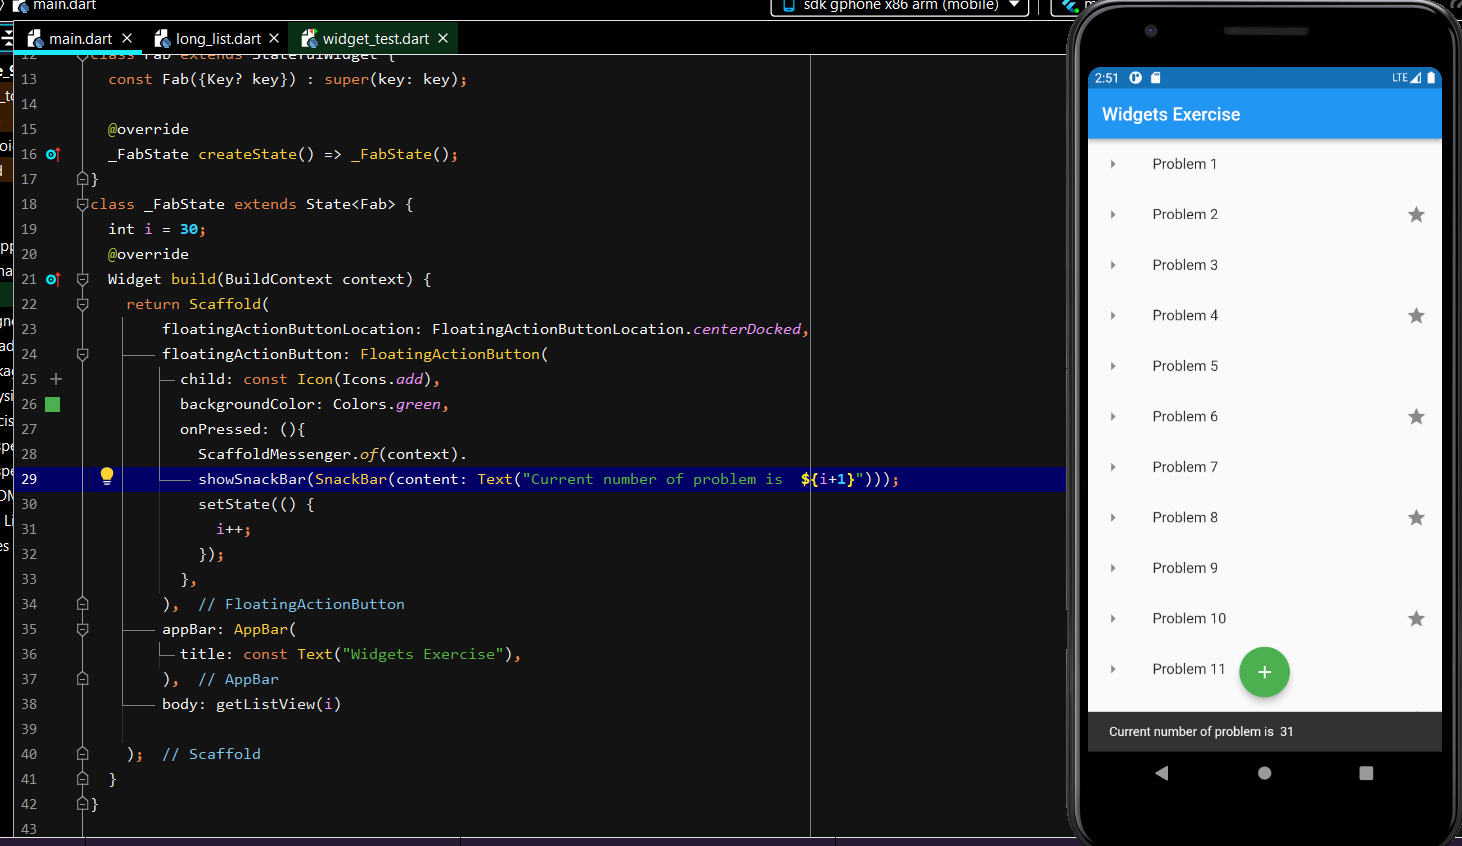 main.dart
sdk gphone x86 arm (mobile)
main.dart
long_list.dart
widget_test.dart
12 class Fab extends StatefulWidget {
13 const Fab({Key? key}) : super(key: key);
14
15 @override
16 _FabState createState() => _FabState();
17 }
18 class _FabState extends State<Fab> {
19 int i = 30;
20 @override
21 Widget build(BuildContext context) {
22 return Scaffold(
23 floatingActionButtonLocation: FloatingActionButtonLocation.centerDocked,
24 floatingActionButton: FloatingActionButton(
25 child: const Icon(Icons.add),
26 backgroundColor: Colors.green,
27 onPressed: (){
28 ScaffoldMessenger.of(context).
29 showSnackBar(SnackBar(content: Text("Current number of problem is  ${i+1}")));
30 setState(() {
31 i++;
32 });
33 },
34 ), // FloatingActionButton
35 appBar: AppBar(
36 title: const Text("Widgets Exercise"),
37 ), // AppBar
38 body: getListView(i)
39
40 ); // Scaffold
41 }
42 }
43
2:51
LTE
Widgets Exercise
Problem 1
Problem 2
Problem 3
Problem 4
Problem 5
Problem 6
Problem 7
Problem 8
Problem 9
Problem 10
Problem 11
Current number of problem is  31